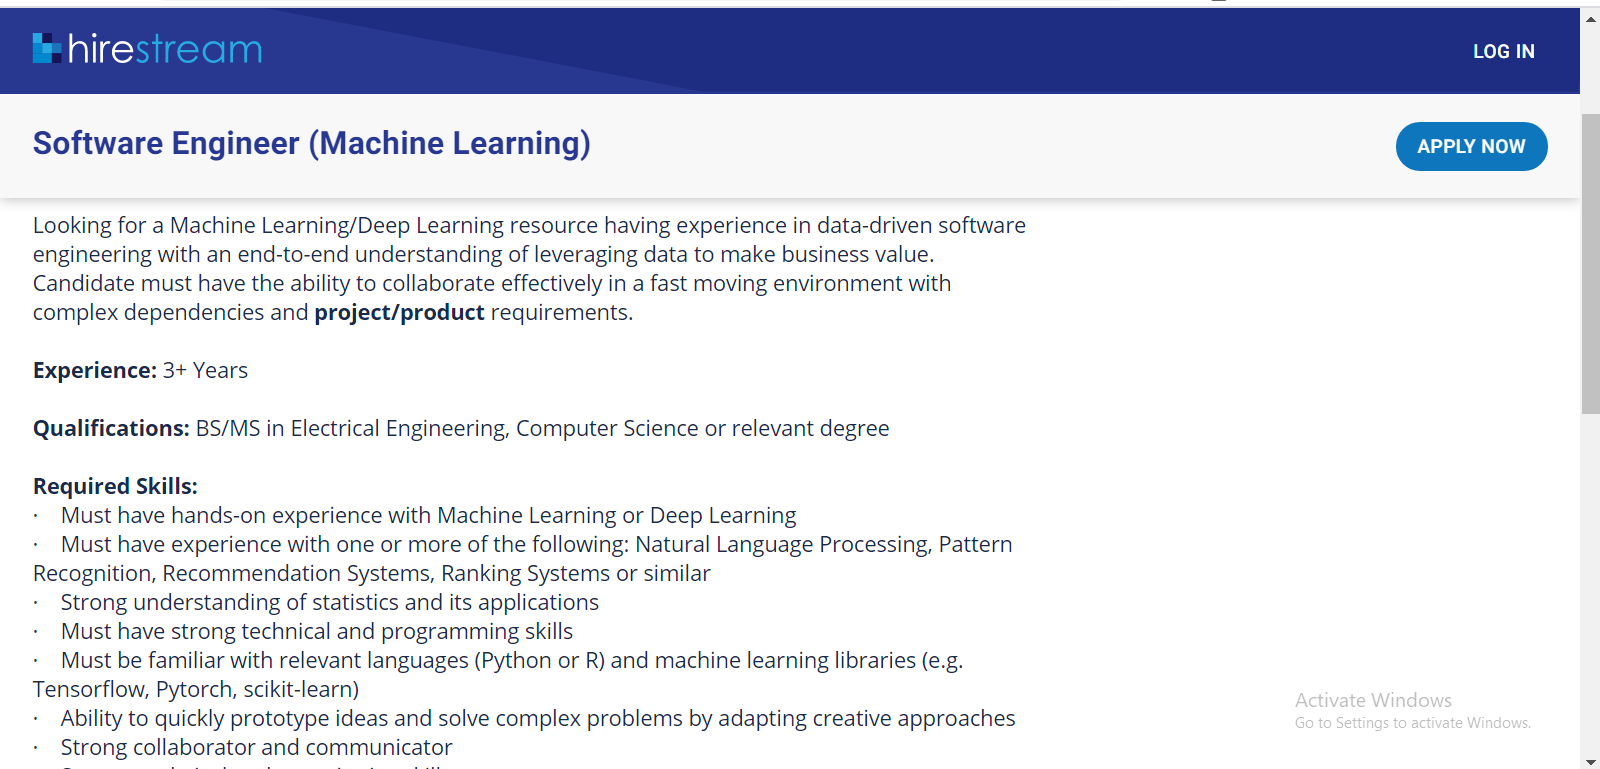 hirestream
LOG IN
Software Engineer (Machine Learning)
APPLY NOW
Looking for a Machine Learning/Deep Learning resource having experience in data-driven software
engineering with an end-to-end understanding of leveraging data to make business value.
Candidate must have the ability to collaborate effectively in a fast moving environment with
complex dependencies and project/product requirements.
Experience: 3+ Years
Qualifications: BS/MS in Electrical Engineering, Computer Science or relevant degree
Required Skills:
· Must have hands-on experience with Machine Learning or Deep Learning
· Must have experience with one or more of the following: Natural Language Processing, Pattern
Recognition, Recommendation Systems, Ranking Systems or similar
· Strong understanding of statistics and its applications
· Must have strong technical and programming skills
· Must be familiar with relevant languages (Python or R) and machine learning libraries (e.g.
Tensorflow, Pytorch, scikit-learn)
· Ability to quickly prototype ideas and solve complex problems by adapting creative approaches
· Strong collaborator and communicator
Activate Windows
Go to Settings to activate Windows.